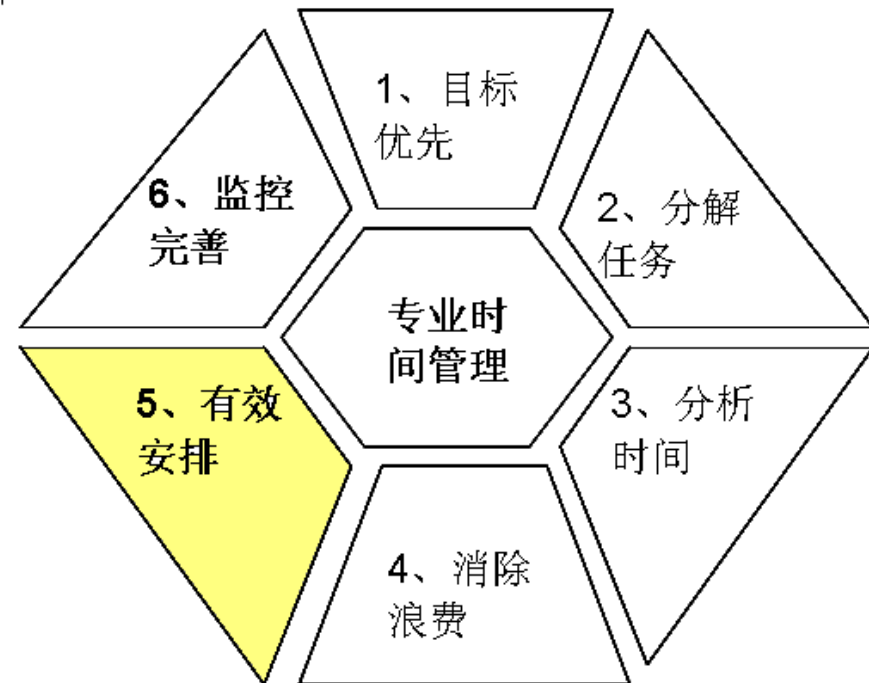 1、目标
优先
2、分解
任务
3、分析
时间
4、消除
浪费
5、有效
安排
6、监控
完善
专业时
间管理